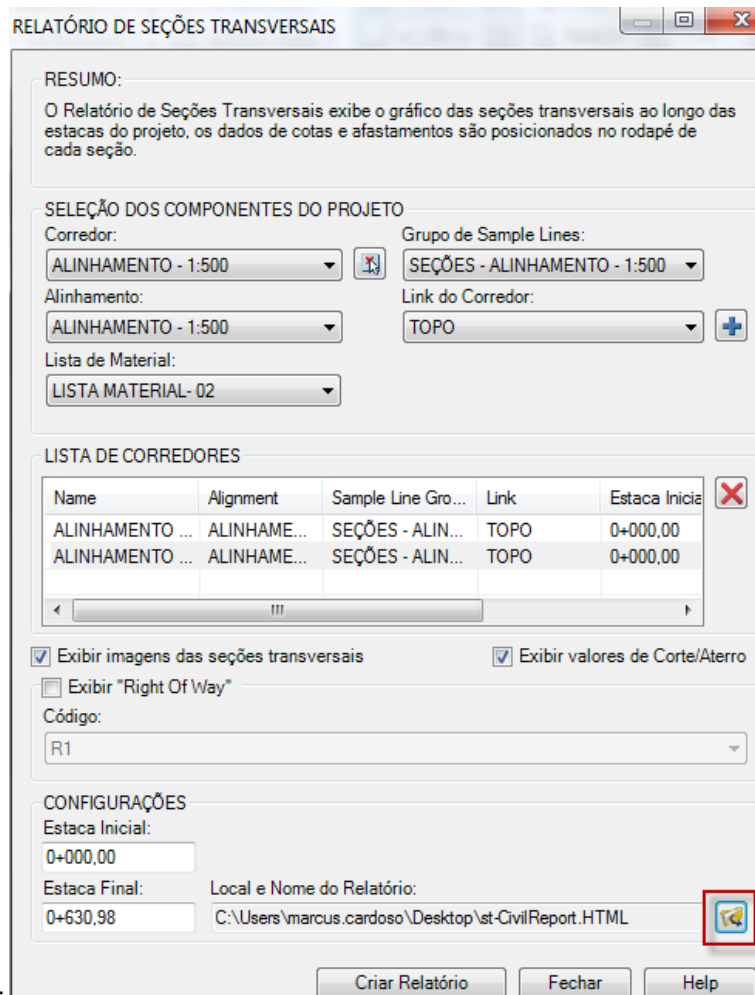 RELATÓRIO DE SEÇÕES TRANSVERSAIS
RESUMO:
O Relatório de Seções Transversais exibe o gráfico das seções transversais ao longo das
estacas do projeto, os dados de cotas e afastamentos são posicionados no rodapé de
cada seção.
SELEÇÃO DOS COMPONENTES DO PROJETO
Corredor: Grupo de Sample Lines:
ALINHAMENTO - 1:500 SEÇÕES - ALINHAMENTO - 1:500
Alinhamento: Link do Corredor:
ALINHAMENTO - 1:500 TOPO
Lista de Material:
LISTA MATERIAL- 02
LISTA DE CORREDORES
Name Alignment Sample Line Gro... Link Estaca Inicia
ALINHAMENTO ... ALINHAME... SEÇÕES - ALIN... TOPO 0+000,00
ALINHAMENTO ... ALINHAME... SEÇÕES - ALIN... TOPO 0+000,00
Exibir imagens das seções transversais Exibir valores de Corte/Aterro
Exibir "Right Of Way"
Código:
R1
CONFIGURAÇÕES
Estaca Inicial:
0+000,00
Estaca Final: Local e Nome do Relatório:
0+630,98 C:\Users\marcus.cardoso\Desktop\st-CivilReport.HTML
Criar Relatório Fechar Help